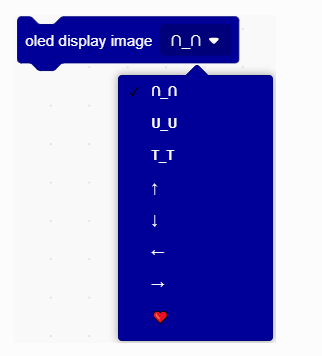 oled display image ∩_∩ ▼
✓ ∩_∩
U_U
T_T
↑
↓
←
→
❤